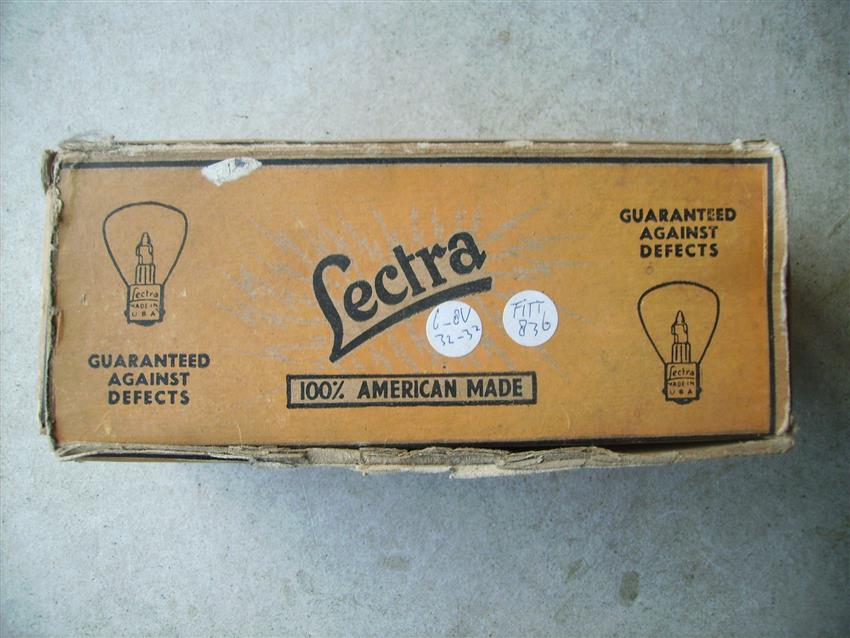 Lectra
MADE IN
U S A
GUARANTEED
AGAINST
DEFECTS
Lectra
6-8V
32-32
FITT
836
100% AMERICAN MADE
GUARANTEED
AGAINST
DEFECTS
Lectra
MADE IN
U S A